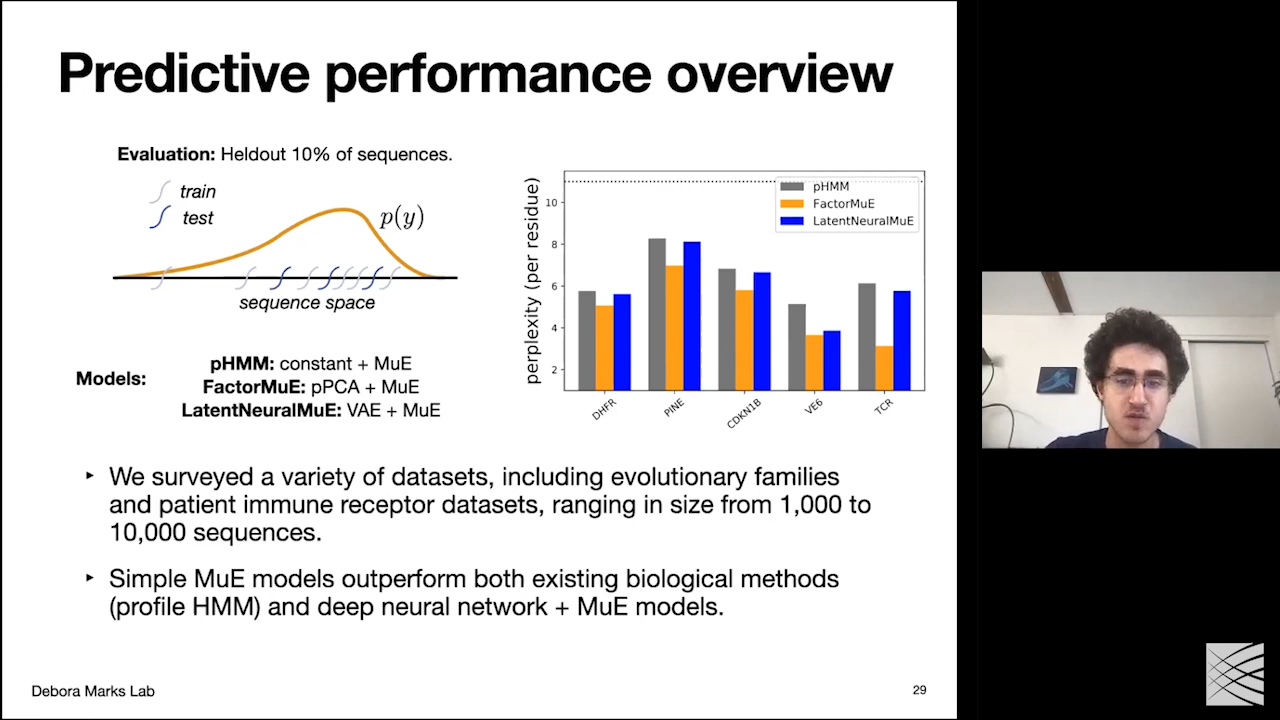 Predictive performance overview
Evaluation: Heldout 10% of sequences.
train
test
p(y)
sequence space
Models:
pHMM: constant + MuE
FactorMuE: pPCA + MuE
LatentNeuralMuE: VAE + MuE
perplexity (per residue)
10
8
6
4
2
pHMM
FactorMuE
LatentNeuralMuE
DHFR
PINE
CDKN1B
VE6
TCR
‣ We surveyed a variety of datasets, including evolutionary families
and patient immune receptor datasets, ranging in size from 1,000 to
10,000 sequences.
‣ Simple MuE models outperform both existing biological methods
(profile HMM) and deep neural network + MuE models.
Debora Marks Lab
29